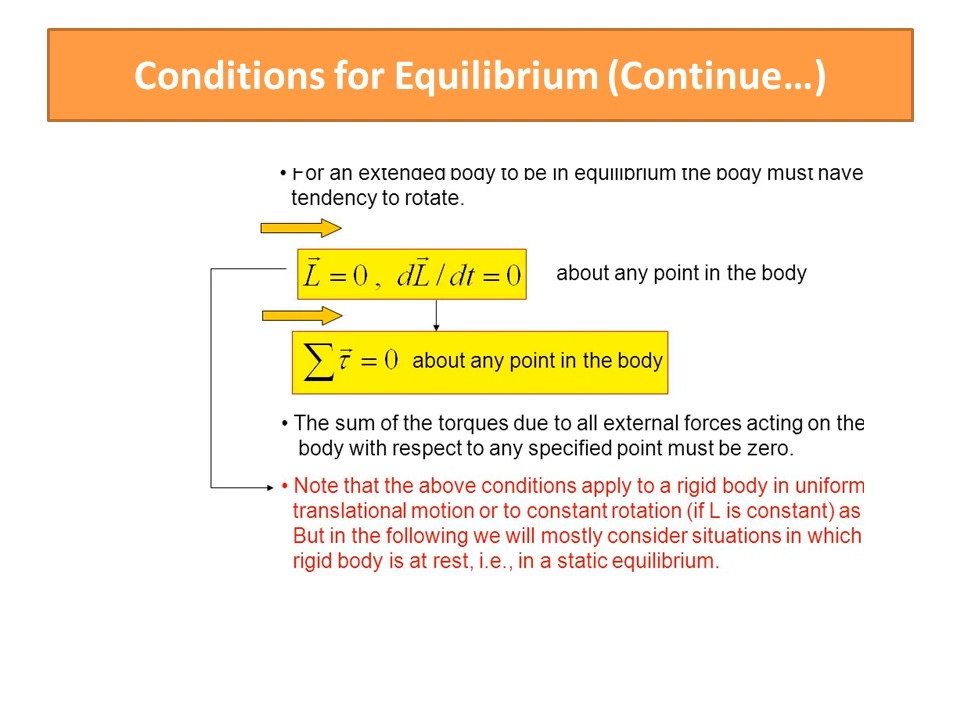 Conditions for Equilibrium (Continue…)
• For an extended body to be in equilibrium the body must have
tendency to rotate.
L⃗ = 0 , dL⃗ / dt = 0 about any point in the body
∑ τ⃗ = 0 about any point in the body
• The sum of the torques due to all external forces acting on the
body with respect to any specified point must be zero.
• Note that the above conditions apply to a rigid body in uniform
translational motion or to constant rotation (if L is constant) as
But in the following we will mostly consider situations in which
rigid body is at rest, i.e., in a static equilibrium.